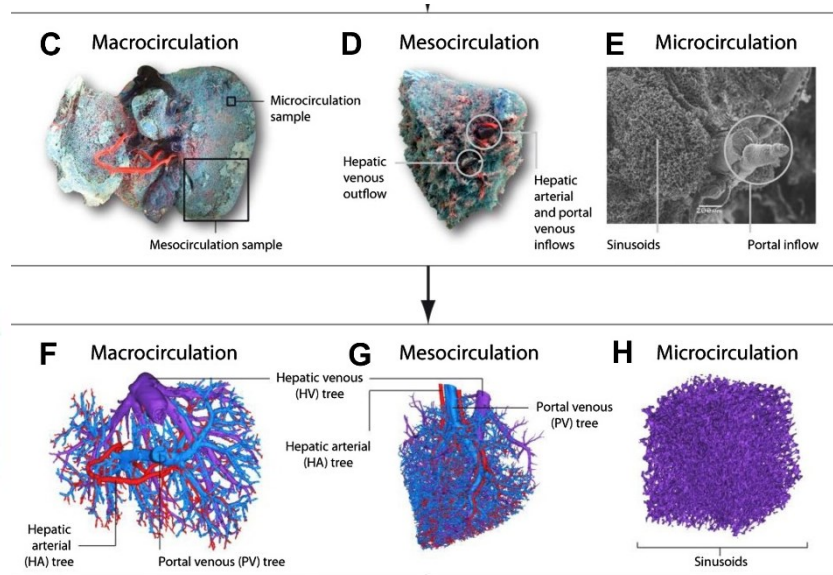 C Macrocirculation
D Mesocirculation
E Microcirculation
Microcirculation
sample
Mesocirculation sample
Hepatic
venous
outflow
Hepatic
arterial
and portal
venous
inflows
Sinusoids
Portal inflow
F Macrocirculation
G Mesocirculation
H Microcirculation
Hepatic venous
(HV) tree
Hepatic arterial
(HA) tree
Portal venous
(PV) tree
Hepatic
arterial
(HA) tree
Portal venous (PV) tree
Sinusoids